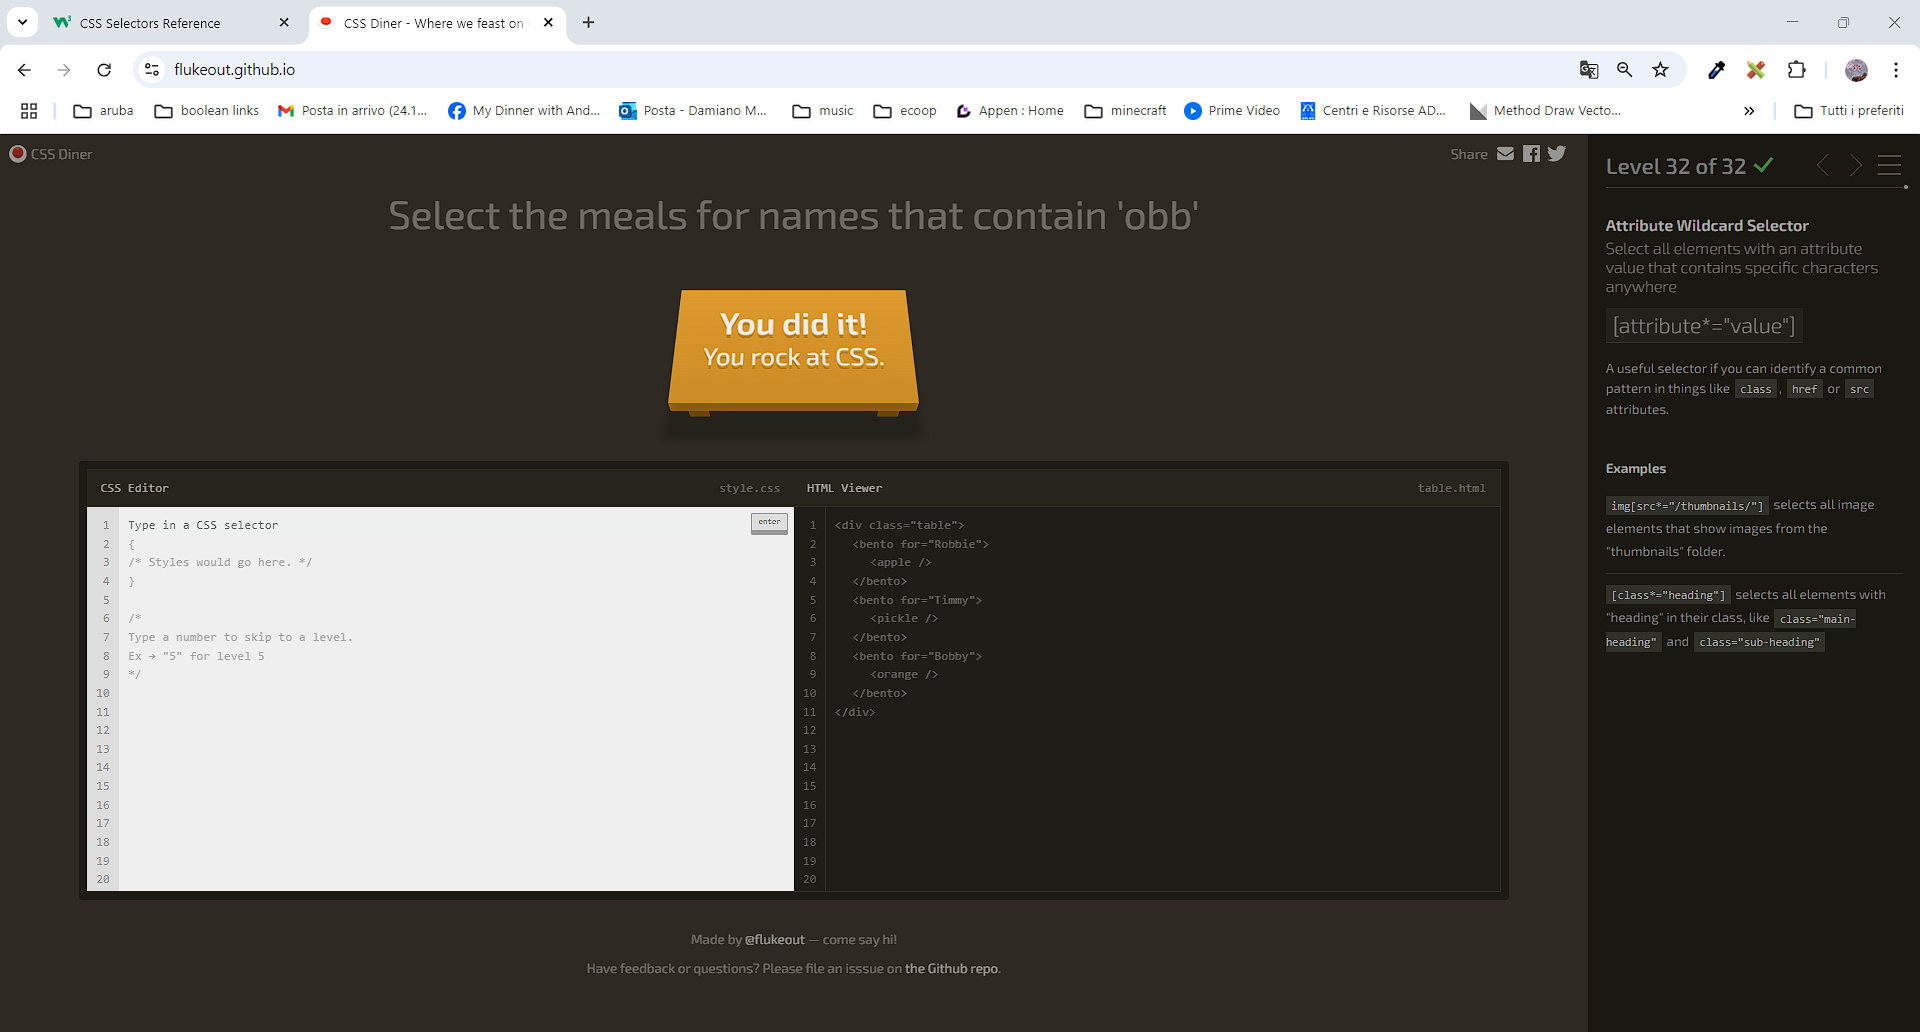 CSS Selectors Reference
CSS Diner - Where we feast on
flukeout.github.io
aruba
boolean links
Posta in arrivo (24.1...
My Dinner with And...
Posta - Damiano M...
music
ecoop
Appen : Home
minecraft
Prime Video
Centri e Risorse AD...
Method Draw Vecto...
Tutti i preferiti
CSS Diner
Share
Select the meals for names that contain 'obb'
You did it!
You rock at CSS.
CSS Editor
style.css
HTML Viewer
table.html
1 Type in a CSS selector
2 {
3 /* Styles would go here. */
4 }
5
6 /*
7 Type a number to skip to a level.
8 Ex → "5" for level 5
9 */
10
11
12
13
14
15
16
17
18
19
20
enter
1 <div class="table">
2 <bento for="Robbie">
3 <apple />
4 </bento>
5 <bento for="Timmy">
6 <pickle />
7 </bento>
8 <bento for="Bobby">
9 <orange />
10 </bento>
11 </div>
12
13
14
15
16
17
18
19
20
Made by @flukeout — come say hi!
Have feedback or questions? Please file an isssue on the Github repo.
Level 32 of 32
Attribute Wildcard Selector
Select all elements with an attribute
value that contains specific characters
anywhere
[attribute*="value"]
A useful selector if you can identify a common
pattern in things like class , href or src
attributes.
Examples
img[src*="/thumbnails/"] selects all image
elements that show images from the
"thumbnails" folder.
[class*="heading"] selects all elements with
"heading" in their class, like class="main-
heading" and class="sub-heading"